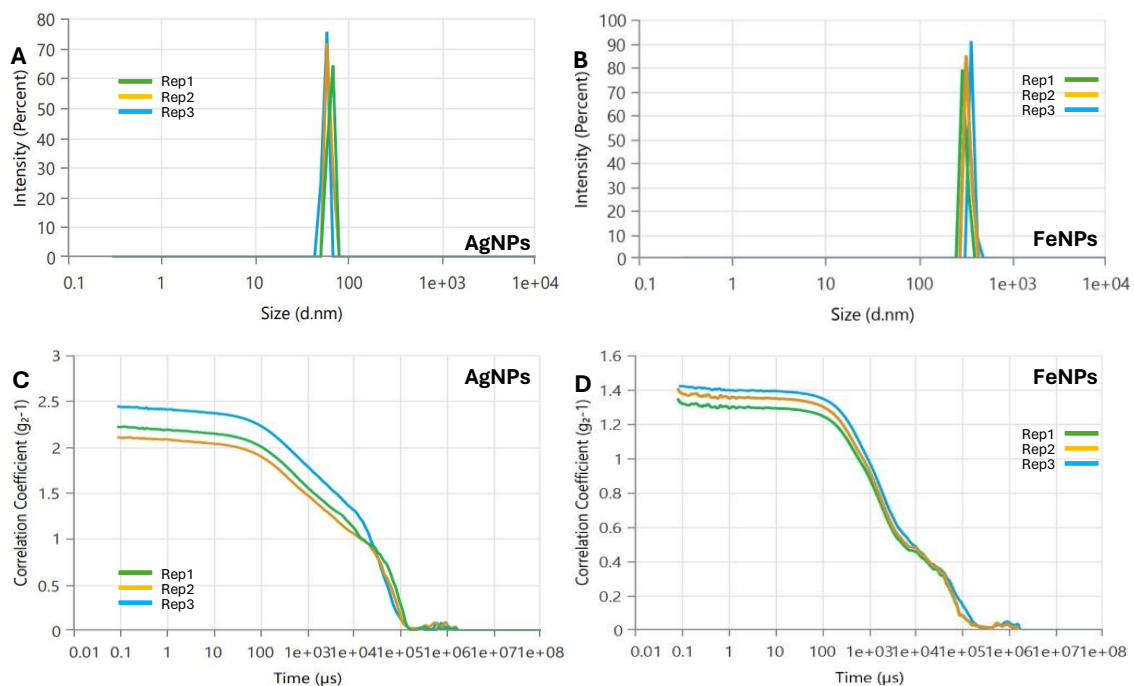 A
Intensity (Percent)
80
70
60
50
40
30
20
10
0
Rep1
Rep2
Rep3
AgNPs
0.1 1 10 100 1e+03 1e+04
Size (d.nm)
B
Intensity (Percent)
100
90
80
70
60
50
40
30
20
10
0
Rep1
Rep2
Rep3
FeNPs
0.1 1 10 100 1e+03 1e+04
Size (d.nm)
C
Correlation Coefficient (g₂-1)
3
2.5
2
1.5
1
0.5
0
AgNPs
Rep1
Rep2
Rep3
0.01 0.1 1 10 100 1e+031e+041e+051e+061e+071e+08
Time (µs)
D
Correlation Coefficient (g₂-1)
1.6
1.4
1.2
1
0.8
0.6
0.4
0.2
0
FeNPs
Rep1
Rep2
Rep3
0.01 0.1 1 10 100 1e+031e+041e+051e+061e+071e+08
Time (µs)